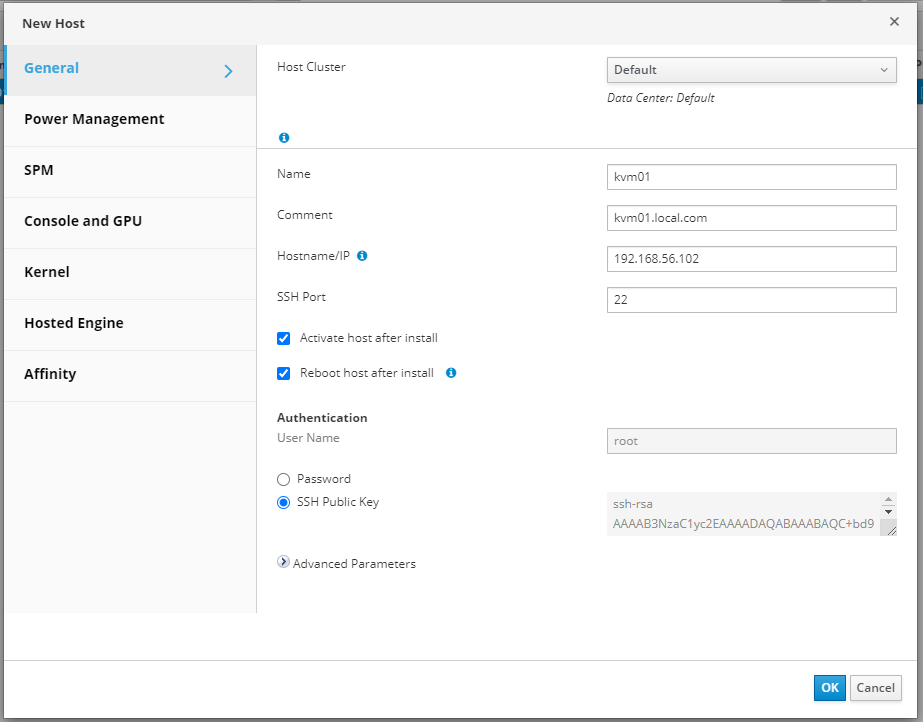 New Host
General
Power Management
SPM
Console and GPU
Kernel
Hosted Engine
Affinity
Host Cluster
Default
Data Center: Default
Name
kvm01
Comment
kvm01.local.com
Hostname/IP
192.168.56.102
SSH Port
22
Activate host after install
Reboot host after install
Authentication
User Name
root
Password
SSH Public Key
ssh-rsa
AAAAB3NzaC1yc2EAAAADAQABAAABAQC+bd9
Advanced Parameters
OK
Cancel